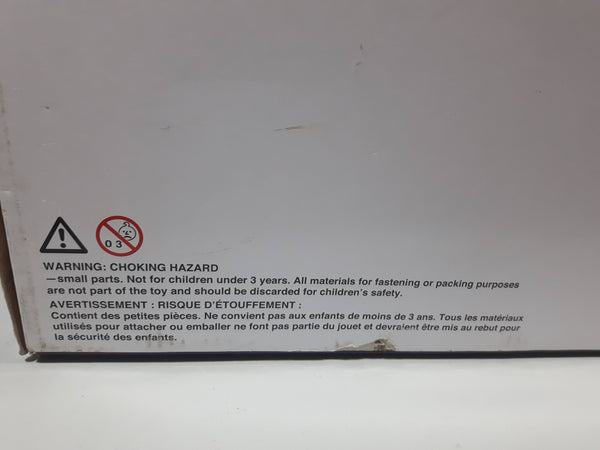 0 3
WARNING: CHOKING HAZARD
—small parts. Not for children under 3 years. All materials for fastening or packing purposes
are not part of the toy and should be discarded for children's safety.
AVERTISSEMENT : RISQUE D'ÉTOUFFEMENT :
Contient des petites pièces. Ne convient pas aux enfants de moins de 3 ans. Tous les matériaux
utilisés pour attacher ou emballer ne font pas partie du jouet et devraient être mis au rebut pour
la sécurité des enfants.